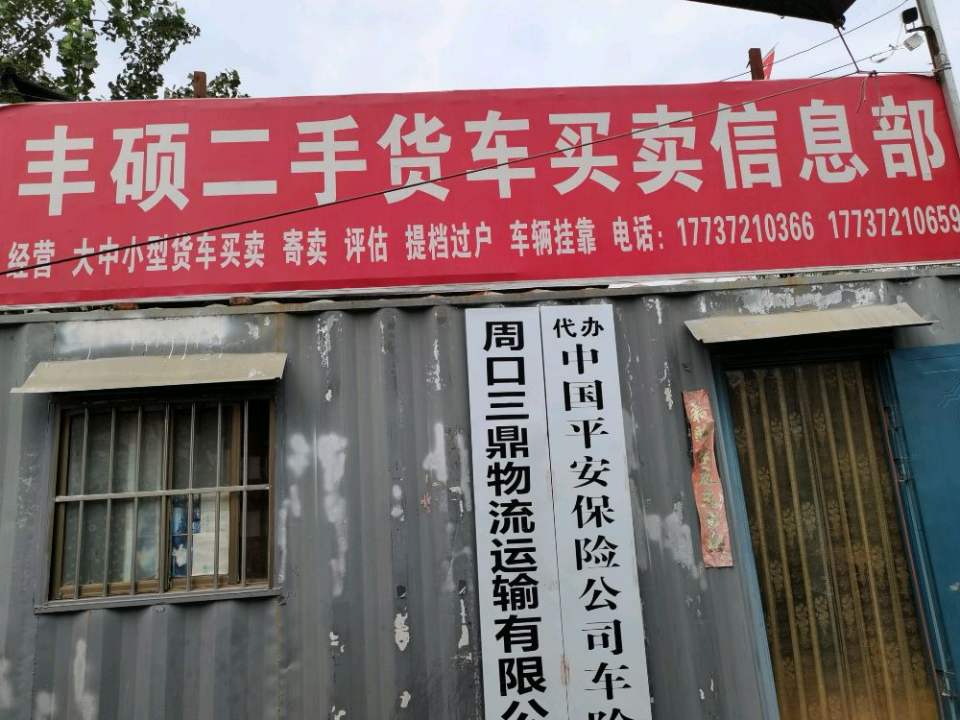 丰硕二手货车买卖信息部
经营 大中小型货车买卖 寄卖 评估 提档过户 车辆挂靠 电话：17737210366 17737210659
周口三鼎物流运输有限公
代办
中国平安保险公司车险